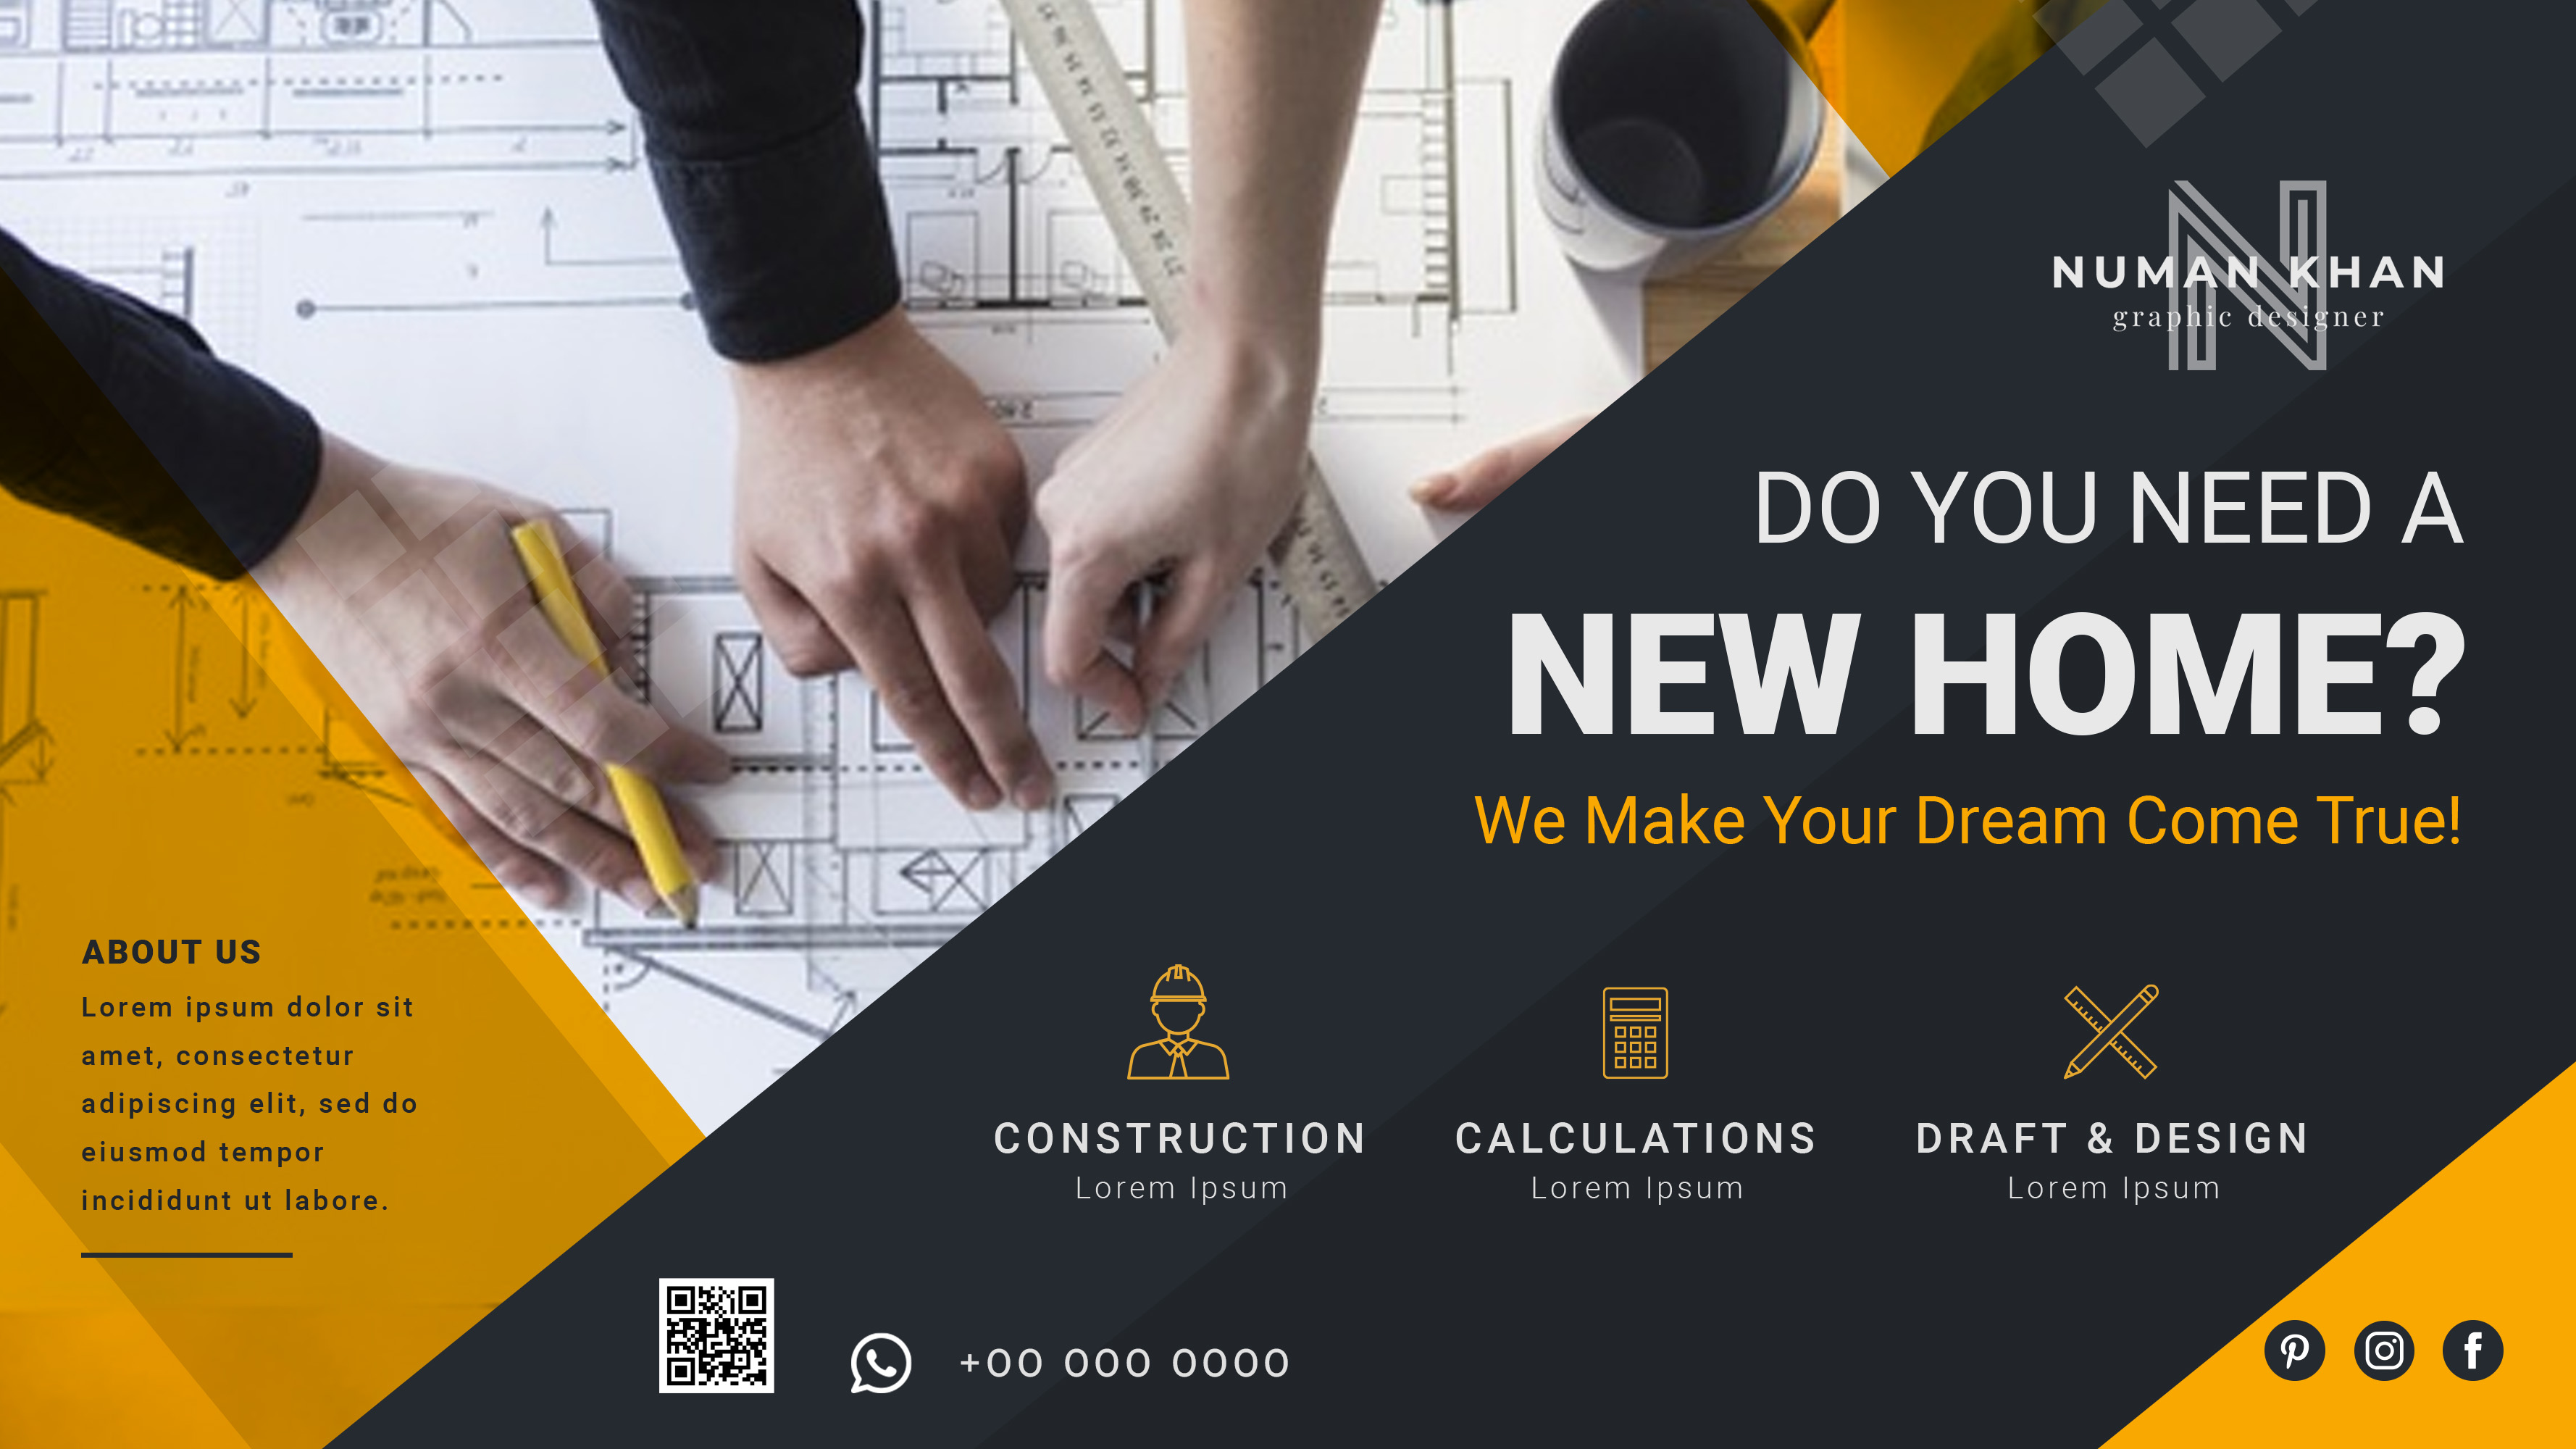 NUMAN KHAN
graphic designer
DO YOU NEED A
NEW HOME?
We Make Your Dream Come True!
ABOUT US
Lorem ipsum dolor sit
amet, consectetur
adipiscing elit, sed do
eiusmod tempor
incididunt ut labore.
CONSTRUCTION
Lorem Ipsum
CALCULATIONS
Lorem Ipsum
DRAFT & DESIGN
Lorem Ipsum
+00 000 0000